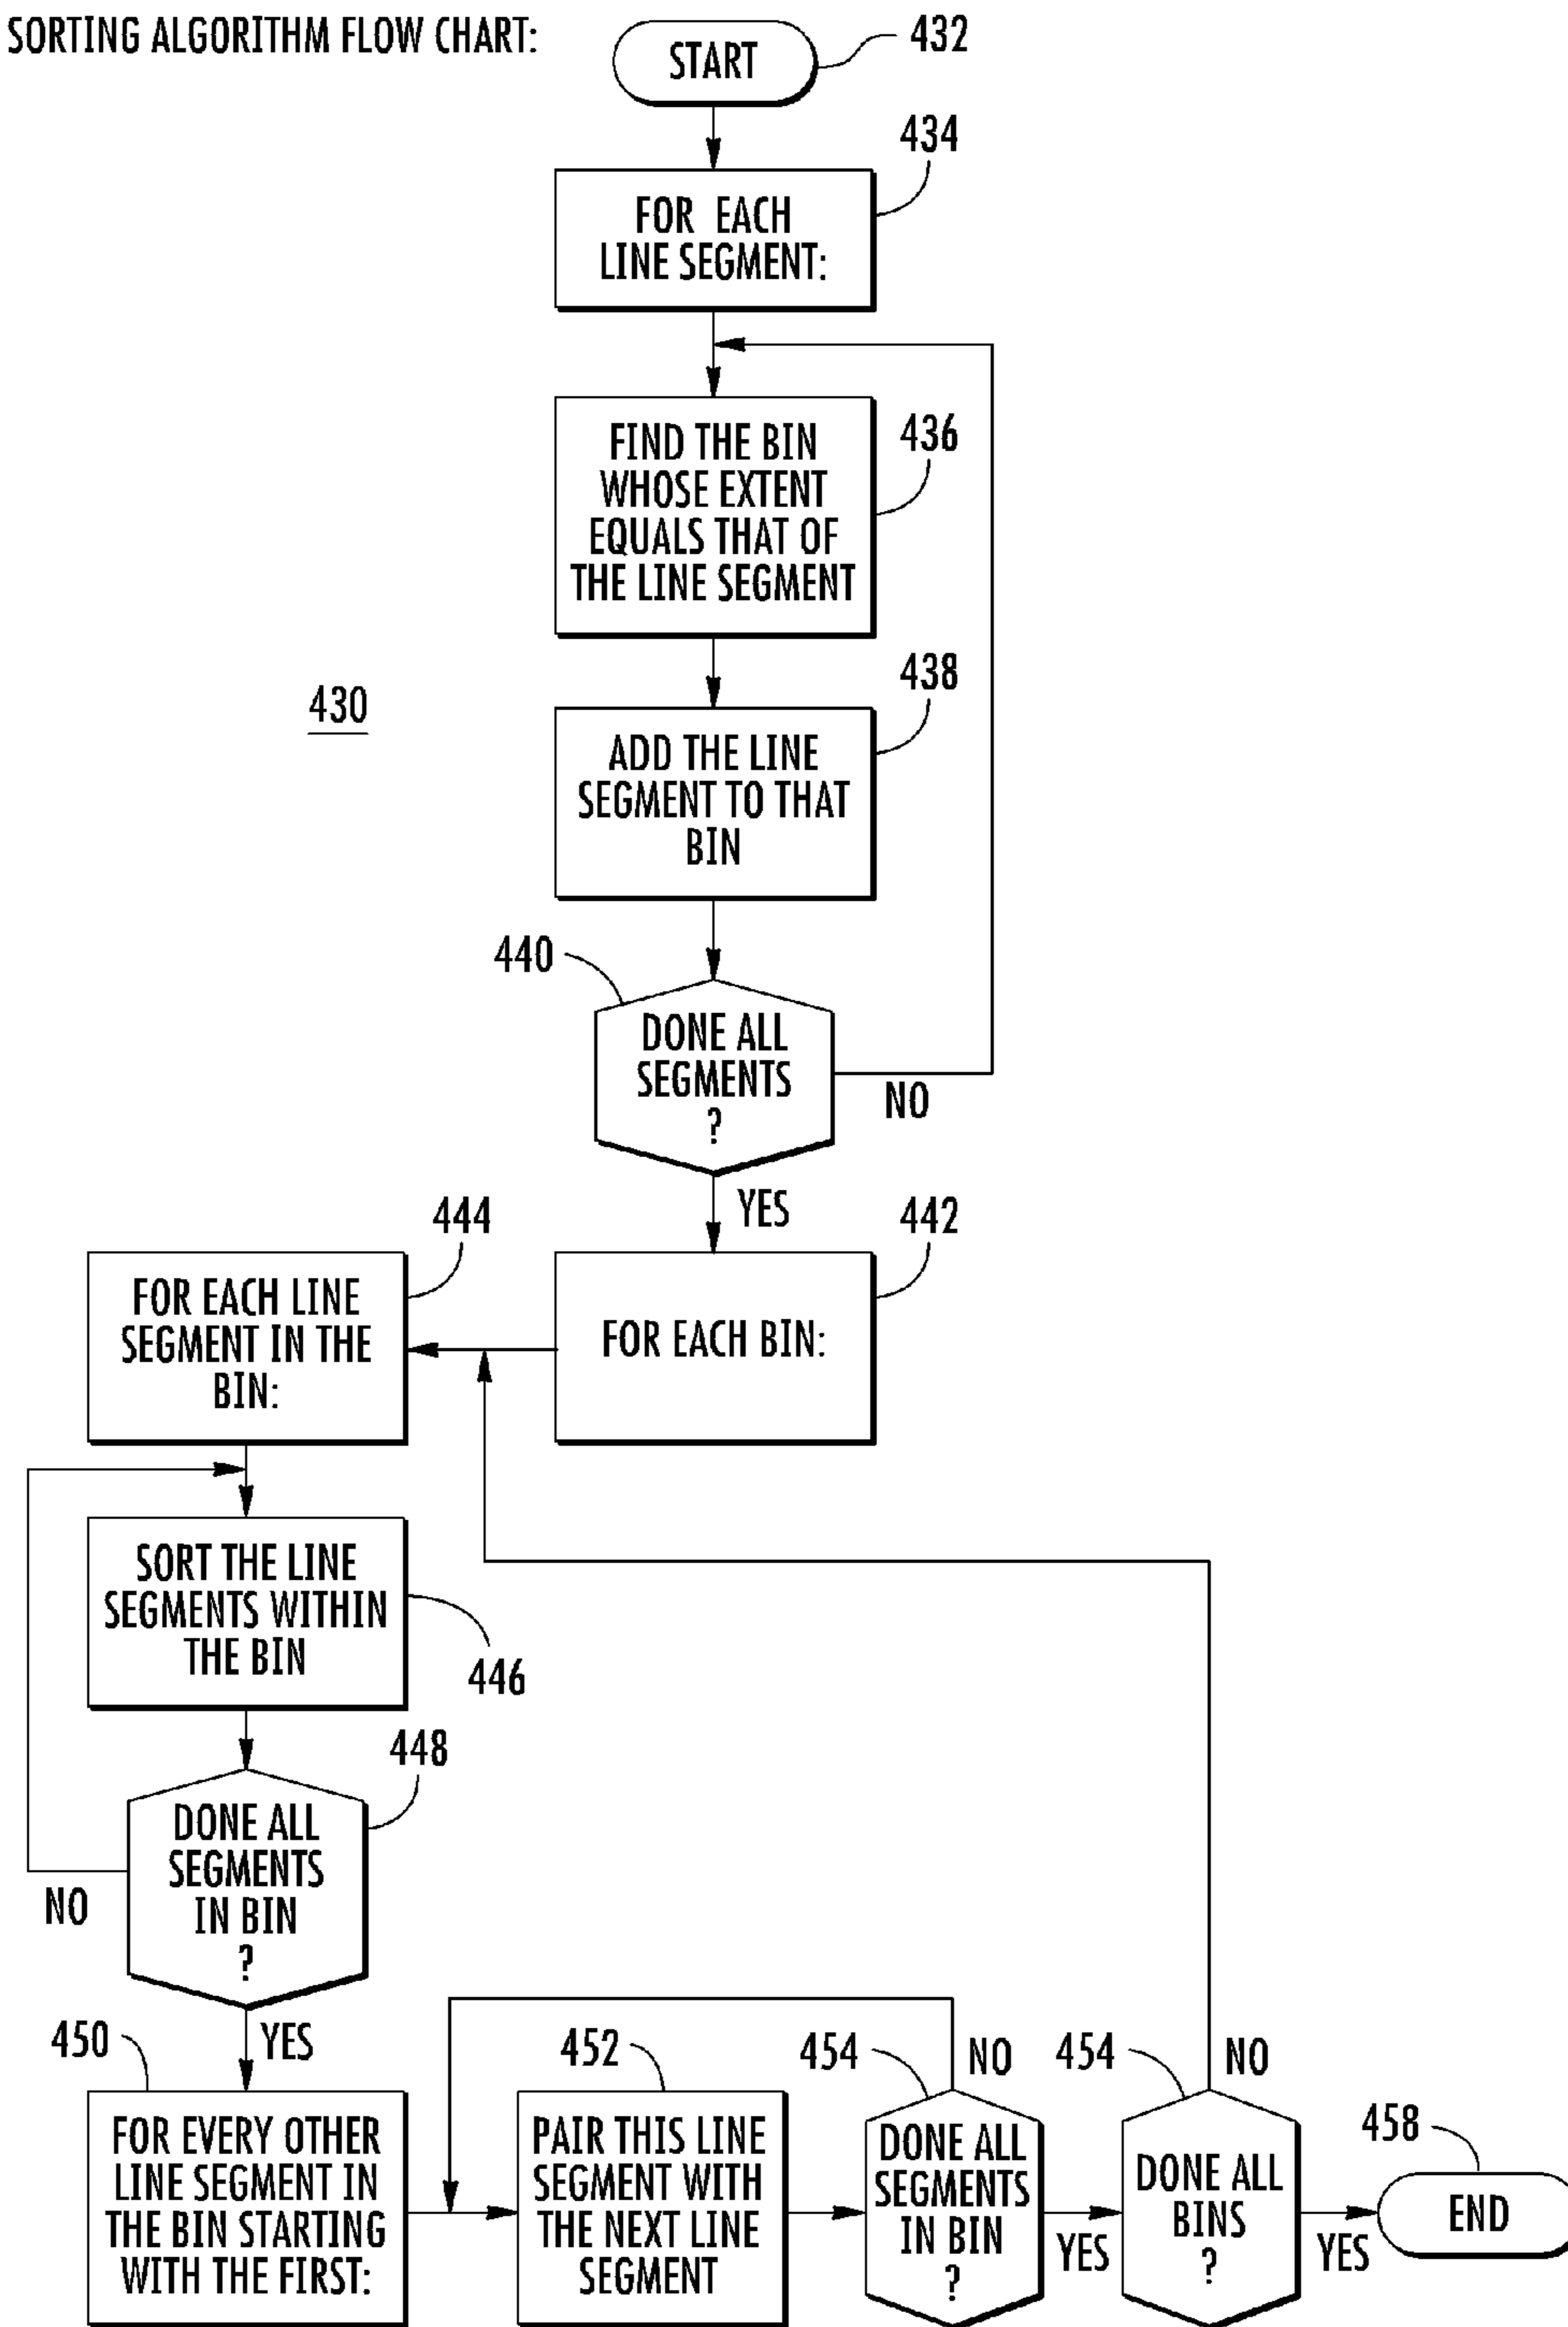 SORTING ALGORITHM FLOW CHART:
START
432
434
FOR EACH
LINE SEGMENT:
436
FIND THE BIN
WHOSE EXTENT
EQUALS THAT OF
THE LINE SEGMENT
430
438
ADD THE LINE
SEGMENT TO THAT
BIN
440
DONE ALL
SEGMENTS
?
NO
YES
442
FOR EACH BIN:
444
FOR EACH LINE
SEGMENT IN THE
BIN:
SORT THE LINE
SEGMENTS WITHIN
THE BIN
446
448
DONE ALL
SEGMENTS
IN BIN
?
NO
YES
450
FOR EVERY OTHER
LINE SEGMENT IN
THE BIN STARTING
WITH THE FIRST:
452
PAIR THIS LINE
SEGMENT WITH
THE NEXT LINE
SEGMENT
454
NO
DONE ALL
SEGMENTS
IN BIN
?
YES
454
NO
DONE ALL
BINS
?
YES
458
END